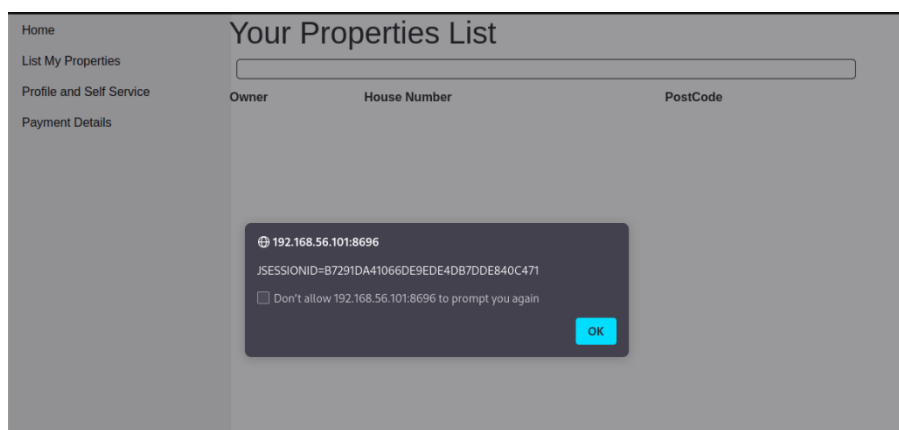 Home
Your Properties List
List My Properties
Profile and Self Service
Owner House Number PostCode
Payment Details
192.168.56.101:8696
JSESSIONID=B7291DA41066DE9EDE4DB7DDE840C471
Don't allow 192.168.56.101:8696 to prompt you again
OK